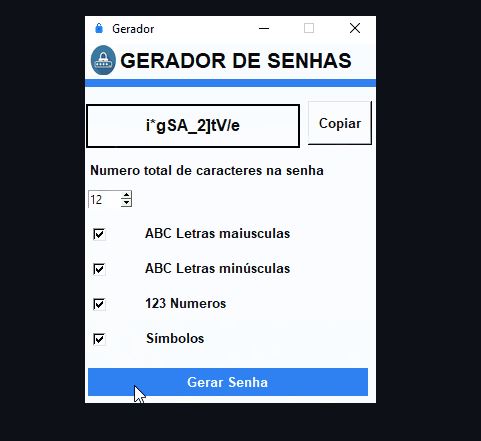 Gerador
GERADOR DE SENHAS
i*gSA_2]tV/e
Copiar
Numero total de caracteres na senha
12
ABC Letras maiusculas
ABC Letras minúsculas
123 Numeros
Símbolos
Gerar Senha